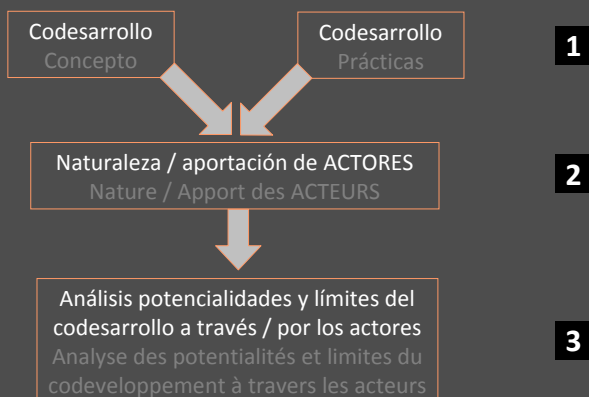 Codesarrollo
Concepto
Codesarrollo
Prácticas
1
Naturaleza / aportación de ACTORES
Nature / Apport des ACTEURS
2
Análisis potencialidades y límites del
codesarrollo a través / por los actores
Analyse des potentialités et limites du
codeveloppement à travers les acteurs
3